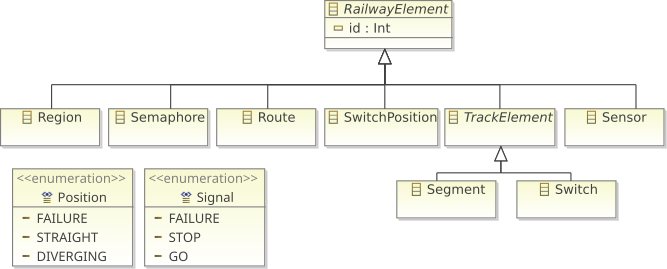 RailwayElement
id : Int
Region
Semaphore
Route
SwitchPosition
TrackElement
Sensor
<<enumeration>>
Position
FAILURE
STRAIGHT
DIVERGING
<<enumeration>>
Signal
FAILURE
STOP
GO
Segment
Switch